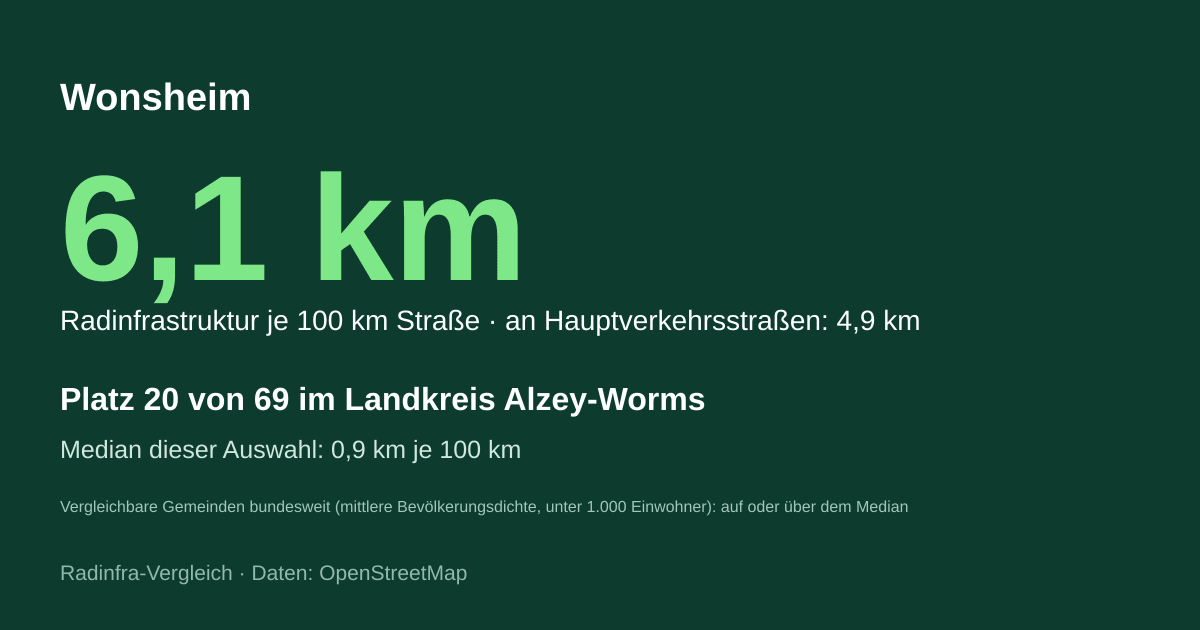 Wonsheim
6,1 km
Radinfrastruktur je 100 km Straße · an Hauptverkehrsstraßen: 4,9 km
Platz 20 von 69 im Landkreis Alzey-Worms
Median dieser Auswahl: 0,9 km je 100 km
Vergleichbare Gemeinden bundesweit (mittlere Bevölkerungsdichte, unter 1.000 Einwohner): auf oder über dem Median
Radinfra-Vergleich · Daten: OpenStreetMap